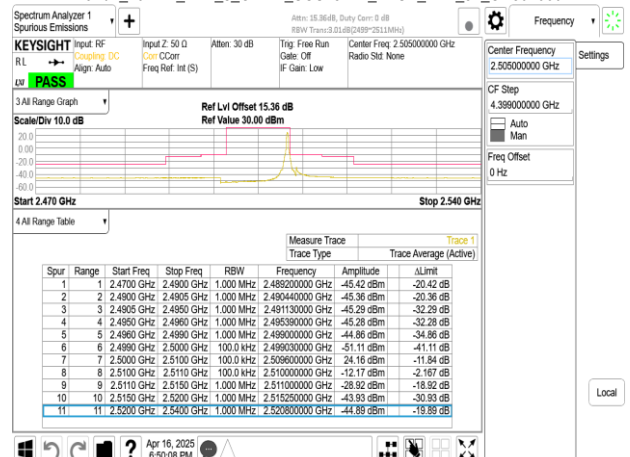 Spectrum Analyzer 1
Spurious Emissions
Attn: 15.36dB, Duty Corr: 0 dB
RBW Trans:3.01dB(2499~2511MHz)
Frequency
KEYSIGHT
Input: RF
Coupling: DC
Align: Auto
Input Z: 50 Ω
Corr CCorr
Freq Ref: Int (S)
Atten: 30 dB
Trig: Free Run
Gate: Off
IF Gain: Low
Center Freq: 2.505000000 GHz
Radio Std: None
RL
LXI
PASS
Center Frequency
2.505000000 GHz
Settings
CF Step
4.399000000 GHz
Auto
Man
Freq Offset
0 Hz
Local
3 All Range Graph
Scale/Div 10.0 dB
Ref Lvl Offset 15.36 dB
Ref Value 30.00 dBm
20.0
0.00
-20.0
-40.0
-60.0
Start 2.470 GHz
Stop 2.540 GHz
4 All Range Table
Measure Trace Trace 1
Trace Type Trace Average (Active)
Spur Range Start Freq Stop Freq RBW Frequency Amplitude ΔLimit
1 1 2.4700 GHz 2.4900 GHz 1.000 MHz 2.489200000 GHz -45.42 dBm -20.42 dB
2 2 2.4900 GHz 2.4905 GHz 1.000 MHz 2.490440000 GHz -45.36 dBm -20.36 dB
3 3 2.4905 GHz 2.4950 GHz 1.000 MHz 2.491130000 GHz -45.29 dBm -32.29 dB
4 4 2.4950 GHz 2.4960 GHz 1.000 MHz 2.495390000 GHz -45.28 dBm -32.28 dB
5 5 2.4960 GHz 2.4990 GHz 1.000 MHz 2.499000000 GHz -44.86 dBm -34.86 dB
6 6 2.4990 GHz 2.5000 GHz 100.0 kHz 2.499030000 GHz -51.11 dBm -41.11 dB
7 7 2.5000 GHz 2.5100 GHz 100.0 kHz 2.509600000 GHz 24.16 dBm -11.84 dB
8 8 2.5100 GHz 2.5110 GHz 100.0 kHz 2.510000000 GHz -12.17 dBm -2.167 dB
9 9 2.5110 GHz 2.5150 GHz 1.000 MHz 2.511000000 GHz -28.92 dBm -18.92 dB
10 10 2.5150 GHz 2.5200 GHz 1.000 MHz 2.515250000 GHz -43.93 dBm -30.93 dB
11 11 2.5200 GHz 2.5400 GHz 1.000 MHz 2.520800000 GHz -44.89 dBm -19.89 dB
Apr 16, 2025
6:50:08 PM